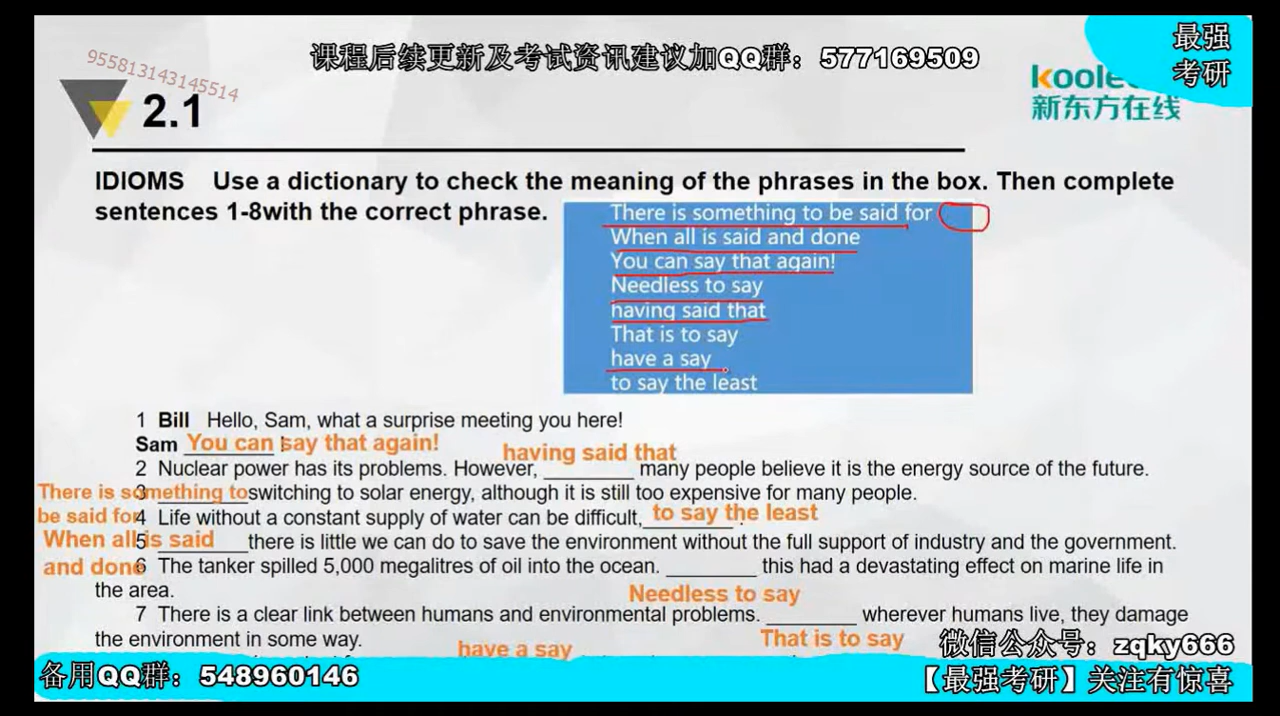 955813143145514
课程后续更新及考试资讯建议加QQ群：577169509
最强
考研
koole
新东方在线
2.1
IDIOMS Use a dictionary to check the meaning of the phrases in the box. Then complete
sentences 1-8with the correct phrase.
There is something to be said for
When all is said and done
You can say that again!
Needless to say
having said that
That is to say
have a say
to say the least
1 Bill Hello, Sam, what a surprise meeting you here!
Sam ________ !
You can say that again!
having said that
2 Nuclear power has its problems. However, ________ many people believe it is the energy source of the future.
There is something to
3 ________switching to solar energy, although it is still too expensive for many people.
be said for
4 Life without a constant supply of water can be difficult,________ .
to say the least
When all is said
5 ________there is little we can do to save the environment without the full support of industry and the government.
and done
6 The tanker spilled 5,000 megalitres of oil into the ocean. ________ this had a devastating effect on marine life in
the area.
Needless to say
7 There is a clear link between humans and environmental problems. ________ wherever humans live, they damage
the environment in some way.
That is to say
have a say
微信公众号：zqky666
备用QQ群：548960146
【最强考研】关注有惊喜